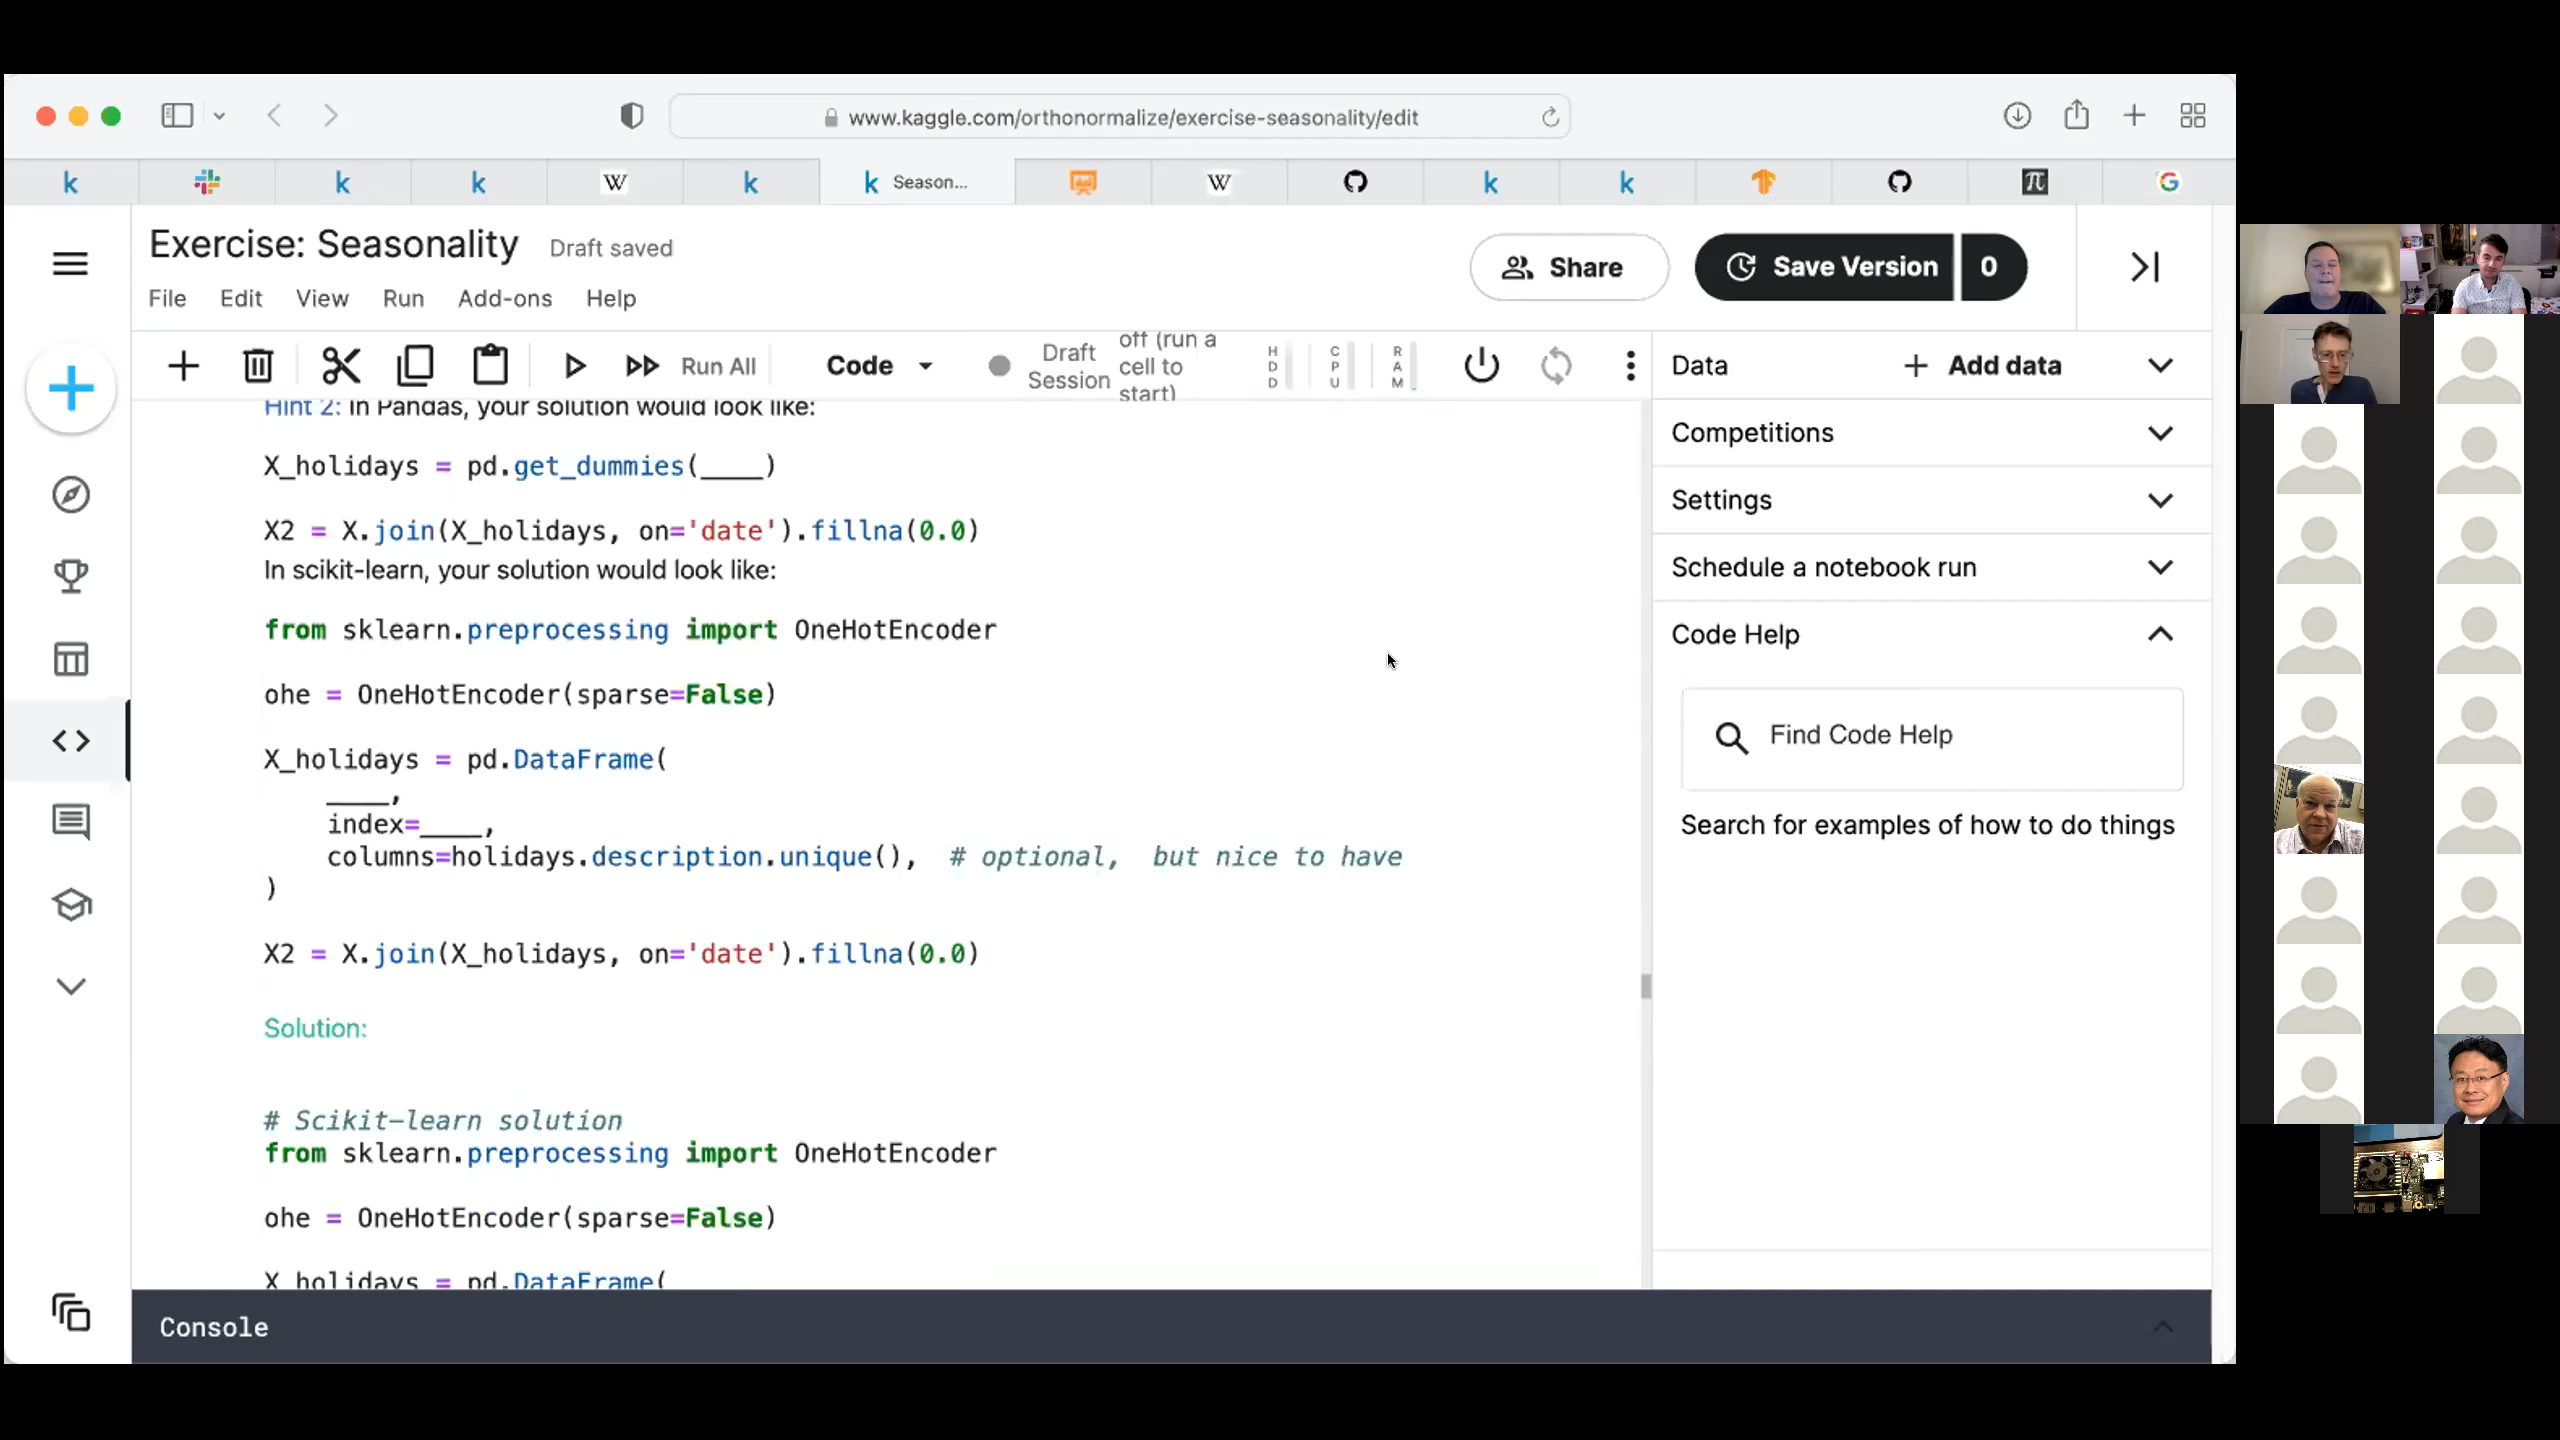 www.kaggle.com/orthonormalize/exercise-seasonality/edit
k
k
k
W
k
k Season...
W
k
k
π
G
Exercise: Seasonality Draft saved
File Edit View Run Add-ons Help
Share
Save Version 0
Run All
Code
Draft Session
off (run a cell to start)
HDD
CPU
RAM
Data
+ Add data
Competitions
Settings
Schedule a notebook run
Code Help
Find Code Help
Search for examples of how to do things
Hint 2: In Pandas, your solution would look like:
X_holidays = pd.get_dummies(____)
X2 = X.join(X_holidays, on='date').fillna(0.0)
In scikit-learn, your solution would look like:
from sklearn.preprocessing import OneHotEncoder
ohe = OneHotEncoder(sparse=False)
X_holidays = pd.DataFrame(
____,
index=____,
columns=holidays.description.unique(), # optional, but nice to have
)
X2 = X.join(X_holidays, on='date').fillna(0.0)
Solution:
# Scikit-learn solution
from sklearn.preprocessing import OneHotEncoder
ohe = OneHotEncoder(sparse=False)
X_holidays = pd.DataFrame(
Console